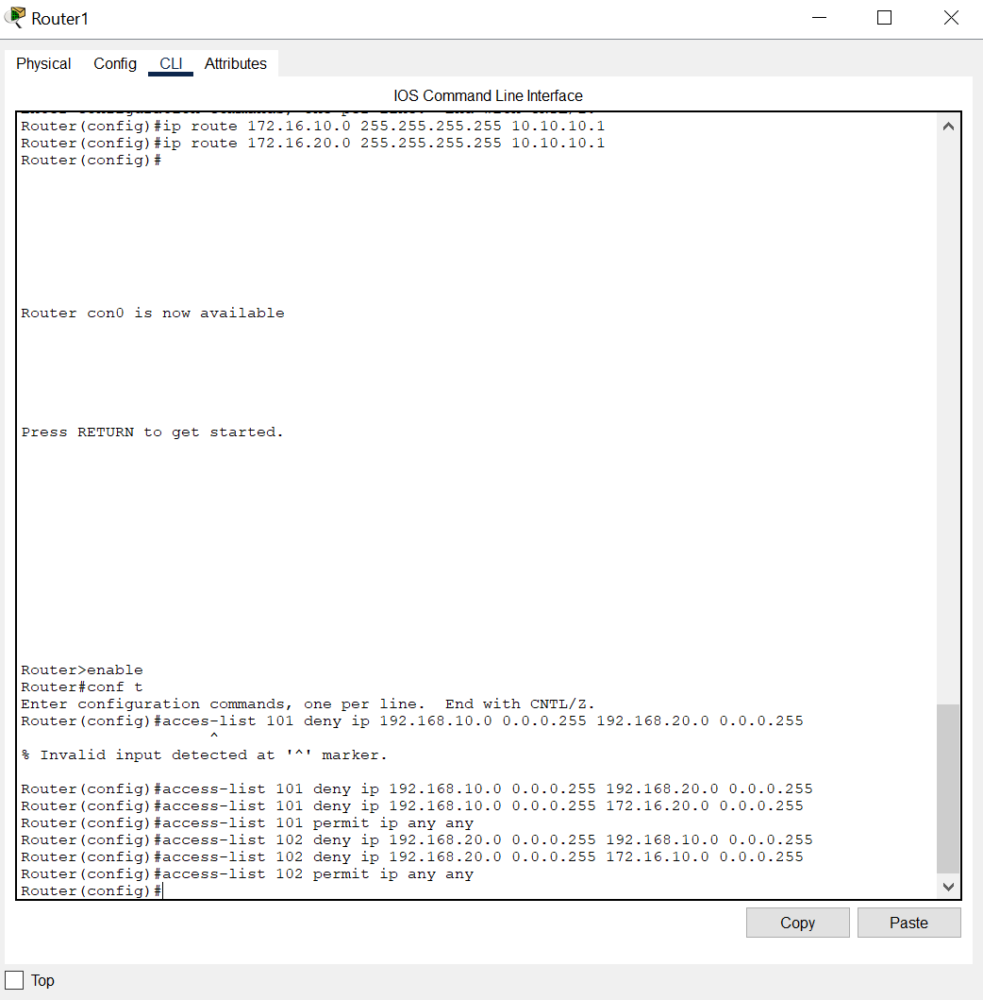 Router1
Physical Config CLI Attributes
IOS Command Line Interface
Router(config)#ip route 172.16.10.0 255.255.255.255 10.10.10.1
Router(config)#ip route 172.16.20.0 255.255.255.255 10.10.10.1
Router(config)#
Router con0 is now available
Press RETURN to get started.
Router>enable
Router#conf t
Enter configuration commands, one per line.  End with CNTL/Z.
Router(config)#acces-list 101 deny ip 192.168.10.0 0.0.0.255 192.168.20.0 0.0.0.255
^
% Invalid input detected at '^' marker.
Router(config)#access-list 101 deny ip 192.168.10.0 0.0.0.255 192.168.20.0 0.0.0.255
Router(config)#access-list 101 deny ip 192.168.10.0 0.0.0.255 172.16.20.0 0.0.0.255
Router(config)#access-list 101 permit ip any any
Router(config)#access-list 102 deny ip 192.168.20.0 0.0.0.255 192.168.10.0 0.0.0.255
Router(config)#access-list 102 deny ip 192.168.20.0 0.0.0.255 172.16.10.0 0.0.0.255
Router(config)#access-list 102 permit ip any any
Router(config)#
Copy Paste
Top